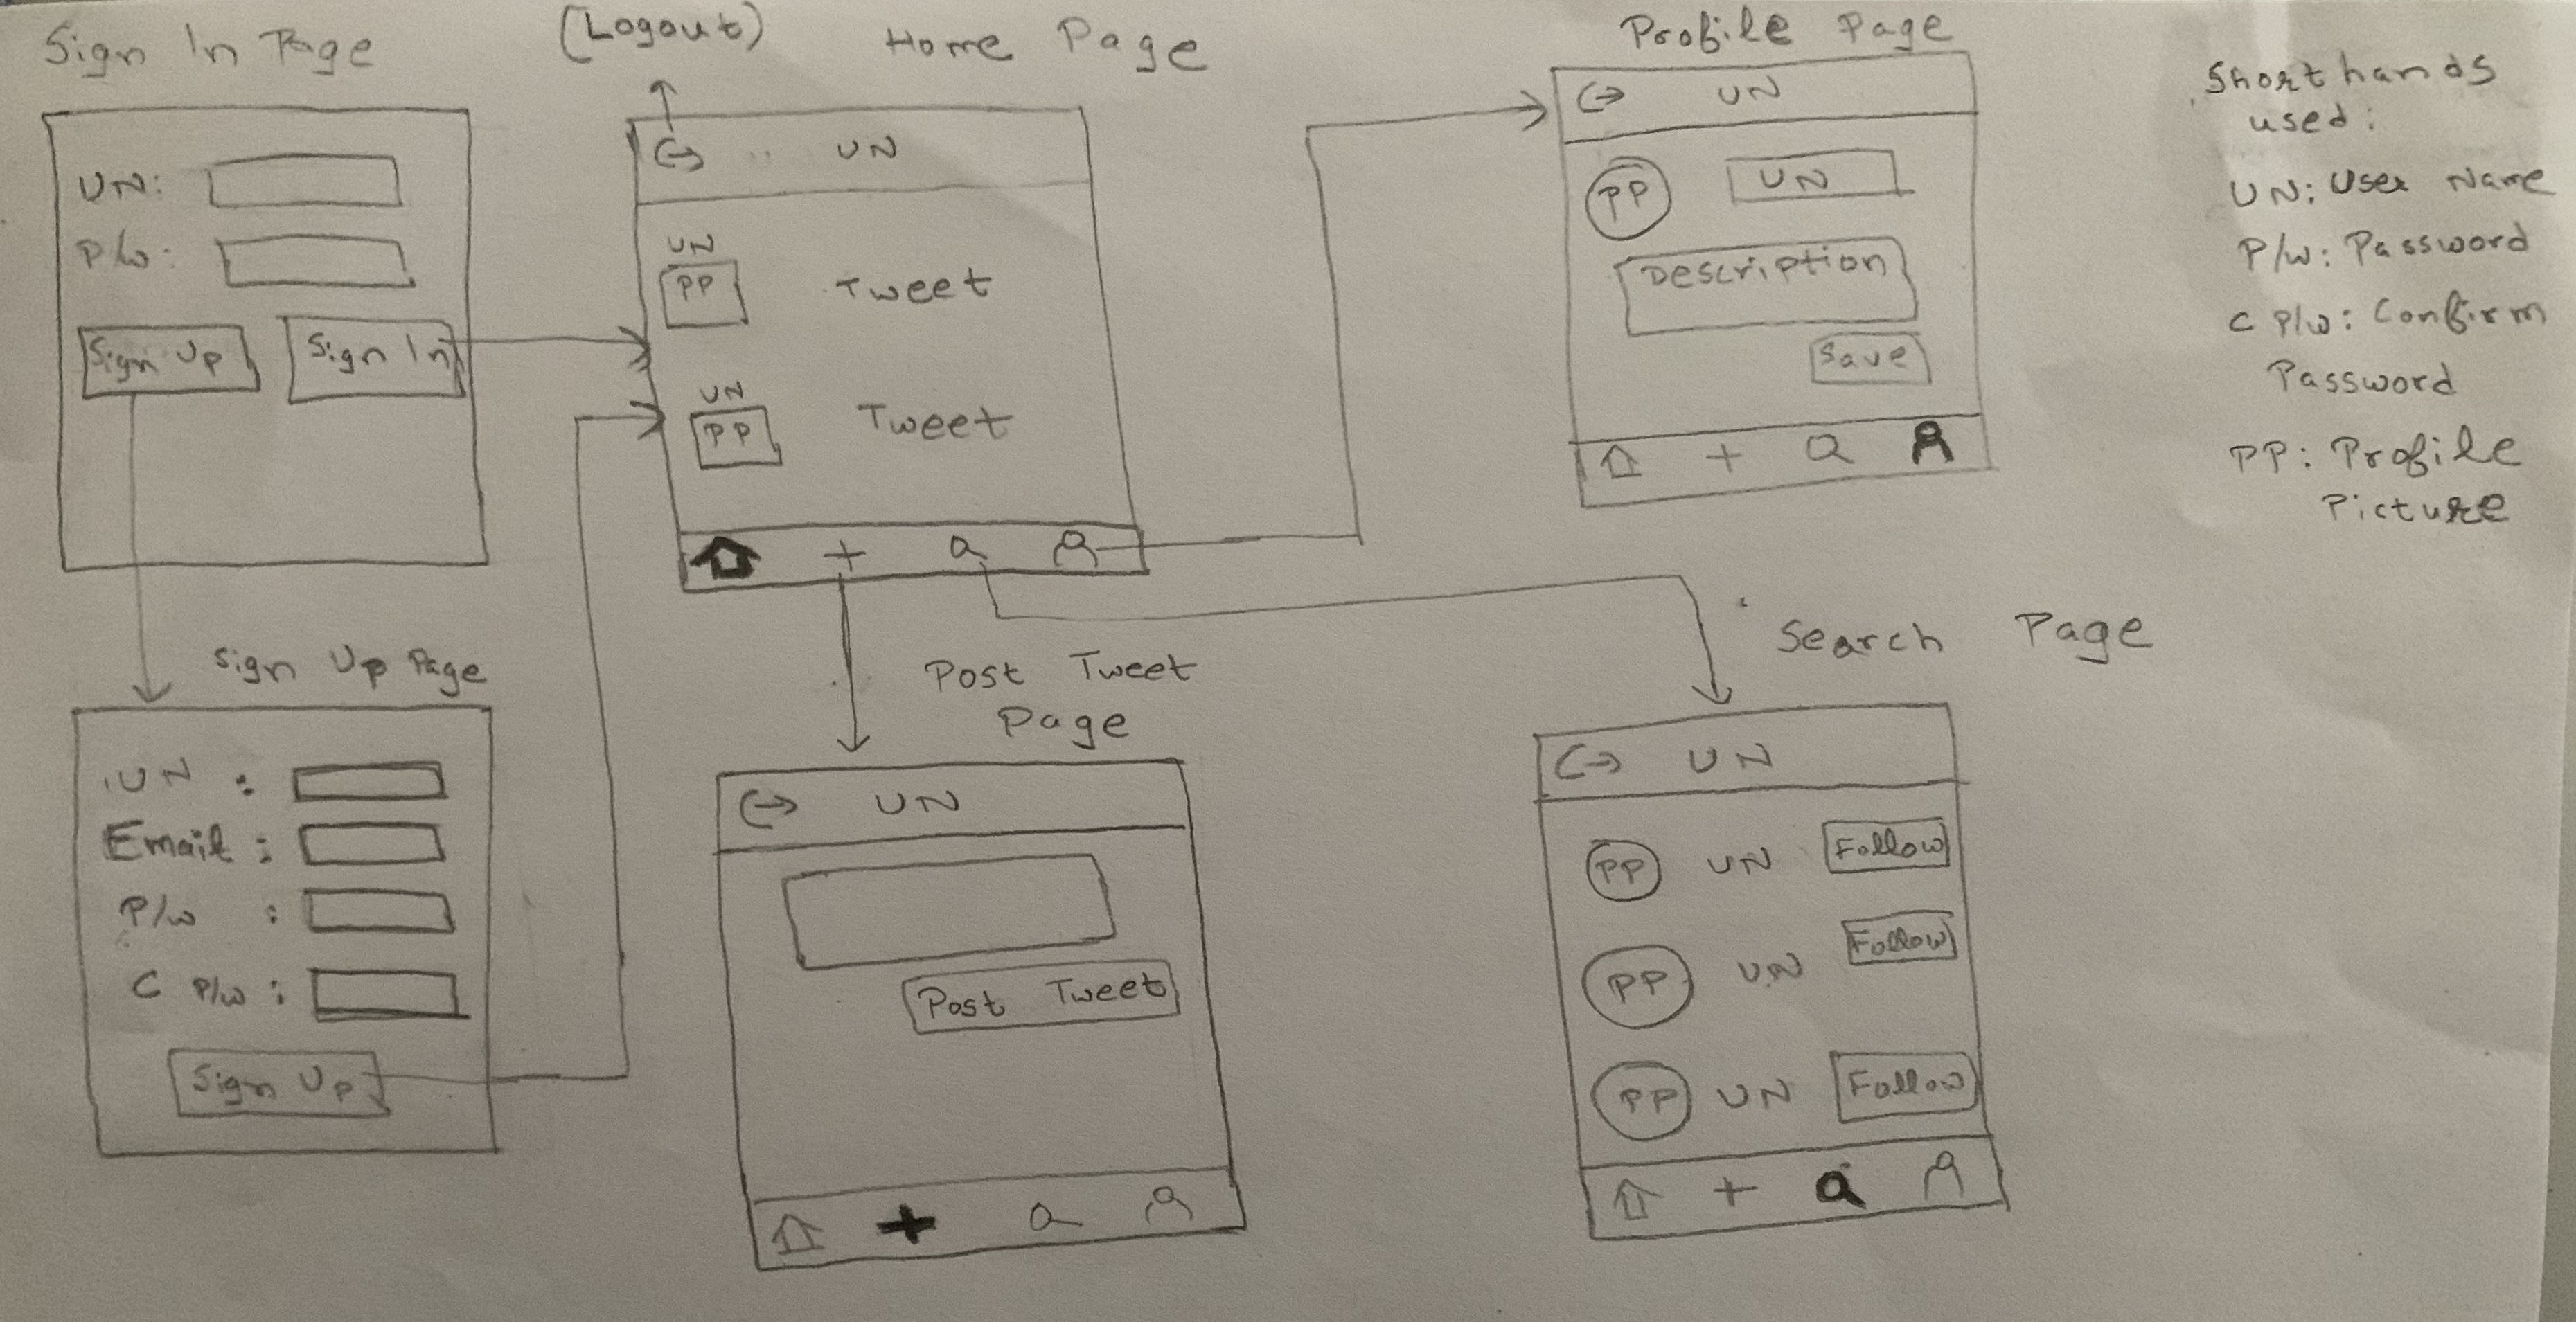 Sign In Page
UN:
P/w:
Sign Up
Sign In
(Logout)
Home Page
UN
UN
PP
Tweet
UN
PP
Tweet
Profile Page
UN
PP
UN
Description
Save
Shorthands
used:
UN: User Name
P/w: Password
C P/w: Confirm
Password
PP: Profile
Picture
Sign Up Page
UN :
Email :
P/w :
C P/w :
Sign Up
Post Tweet
Page
UN
Post Tweet
Search Page
UN
PP UN Follow
PP UN Follow
PP UN Follow